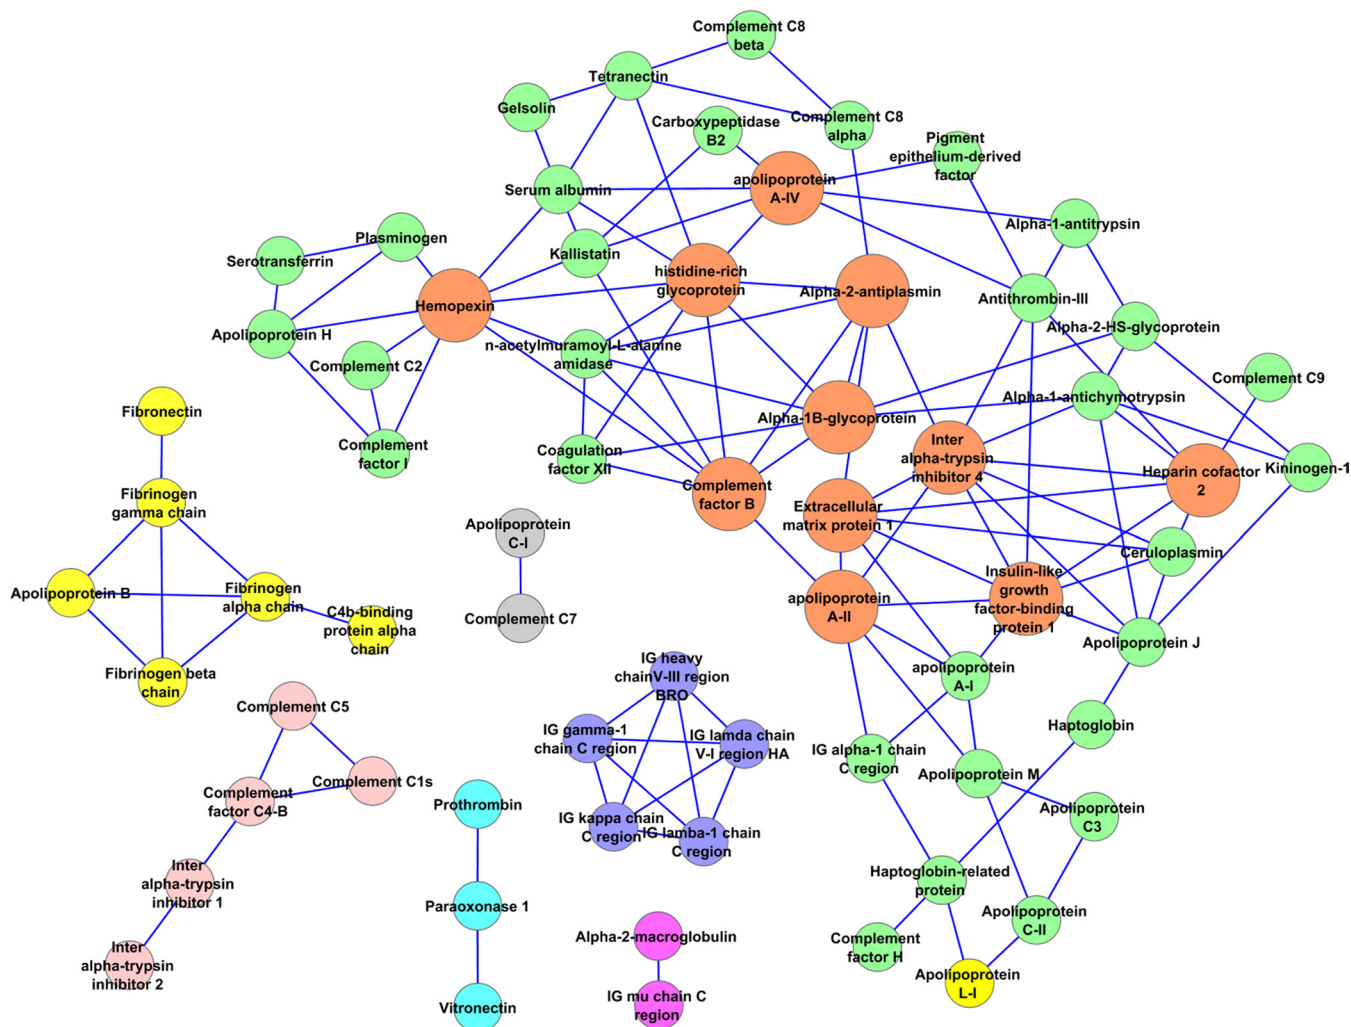 Complement C8
beta
Tetranectin
Gelsolin
Carboxypeptidase
B2
Complement C8
alpha
Pigment
epithelium-derived
factor
Serum albumin
apolipoprotein
A-IV
Alpha-1-antitrypsin
Plasminogen
Serotransferrin
Kallistatin
histidine-rich
glycoprotein
Alpha-2-antiplasmin
Antithrombin-III
Hemopexin
Alpha-2-HS-glycoprotein
Apolipoprotein H
n-acetylmuramoyl-L-alanine
amidase
Complement C2
Complement C9
Alpha-1-antichymotrypsin
Fibronectin
Alpha-1B-glycoprotein
Complement
factor I
Coagulation
factor XII
Inter
alpha-trypsin
inhibitor 4
Heparin cofactor
2
Kininogen-1
Fibrinogen
gamma chain
Complement
factor B
Extracellular
matrix protein 1
Apolipoprotein
C-I
Ceruloplasmin
Apolipoprotein B
Fibrinogen
alpha chain
C4b-binding
protein alpha
chain
Complement C7
apolipoprotein
A-II
Insulin-like
growth
factor-binding
protein 1
Apolipoprotein J
Fibrinogen beta
chain
IG heavy
chainV-III region
BRO
apolipoprotein
A-I
Complement C5
Haptoglobin
IG gamma-1
chain C region
IG lamda chain
V-I region HA
IG alpha-1 chain
C region
Apolipoprotein M
Complement C1s
Complement
factor C4-B
Prothrombin
Apolipoprotein
C3
IG kappa chain
C region
IG lamba-1 chain
C region
Inter
alpha-trypsin
inhibitor 1
Haptoglobin-related
protein
Paraoxonase 1
Apolipoprotein
C-II
Alpha-2-macroglobulin
Complement
factor H
Inter
alpha-trypsin
inhibitor 2
Apolipoprotein
L-I
Vitronectin
IG mu chain C
region